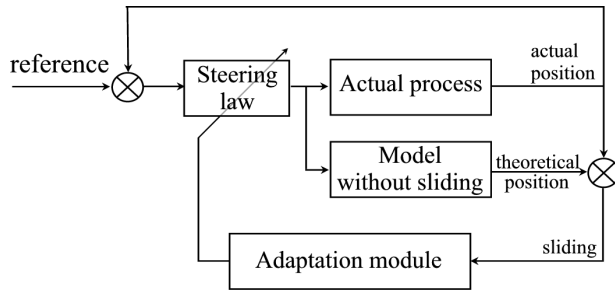 actual
position
reference
Steering
law
Actual process
Model
without sliding
theoretical
position
sliding
Adaptation module